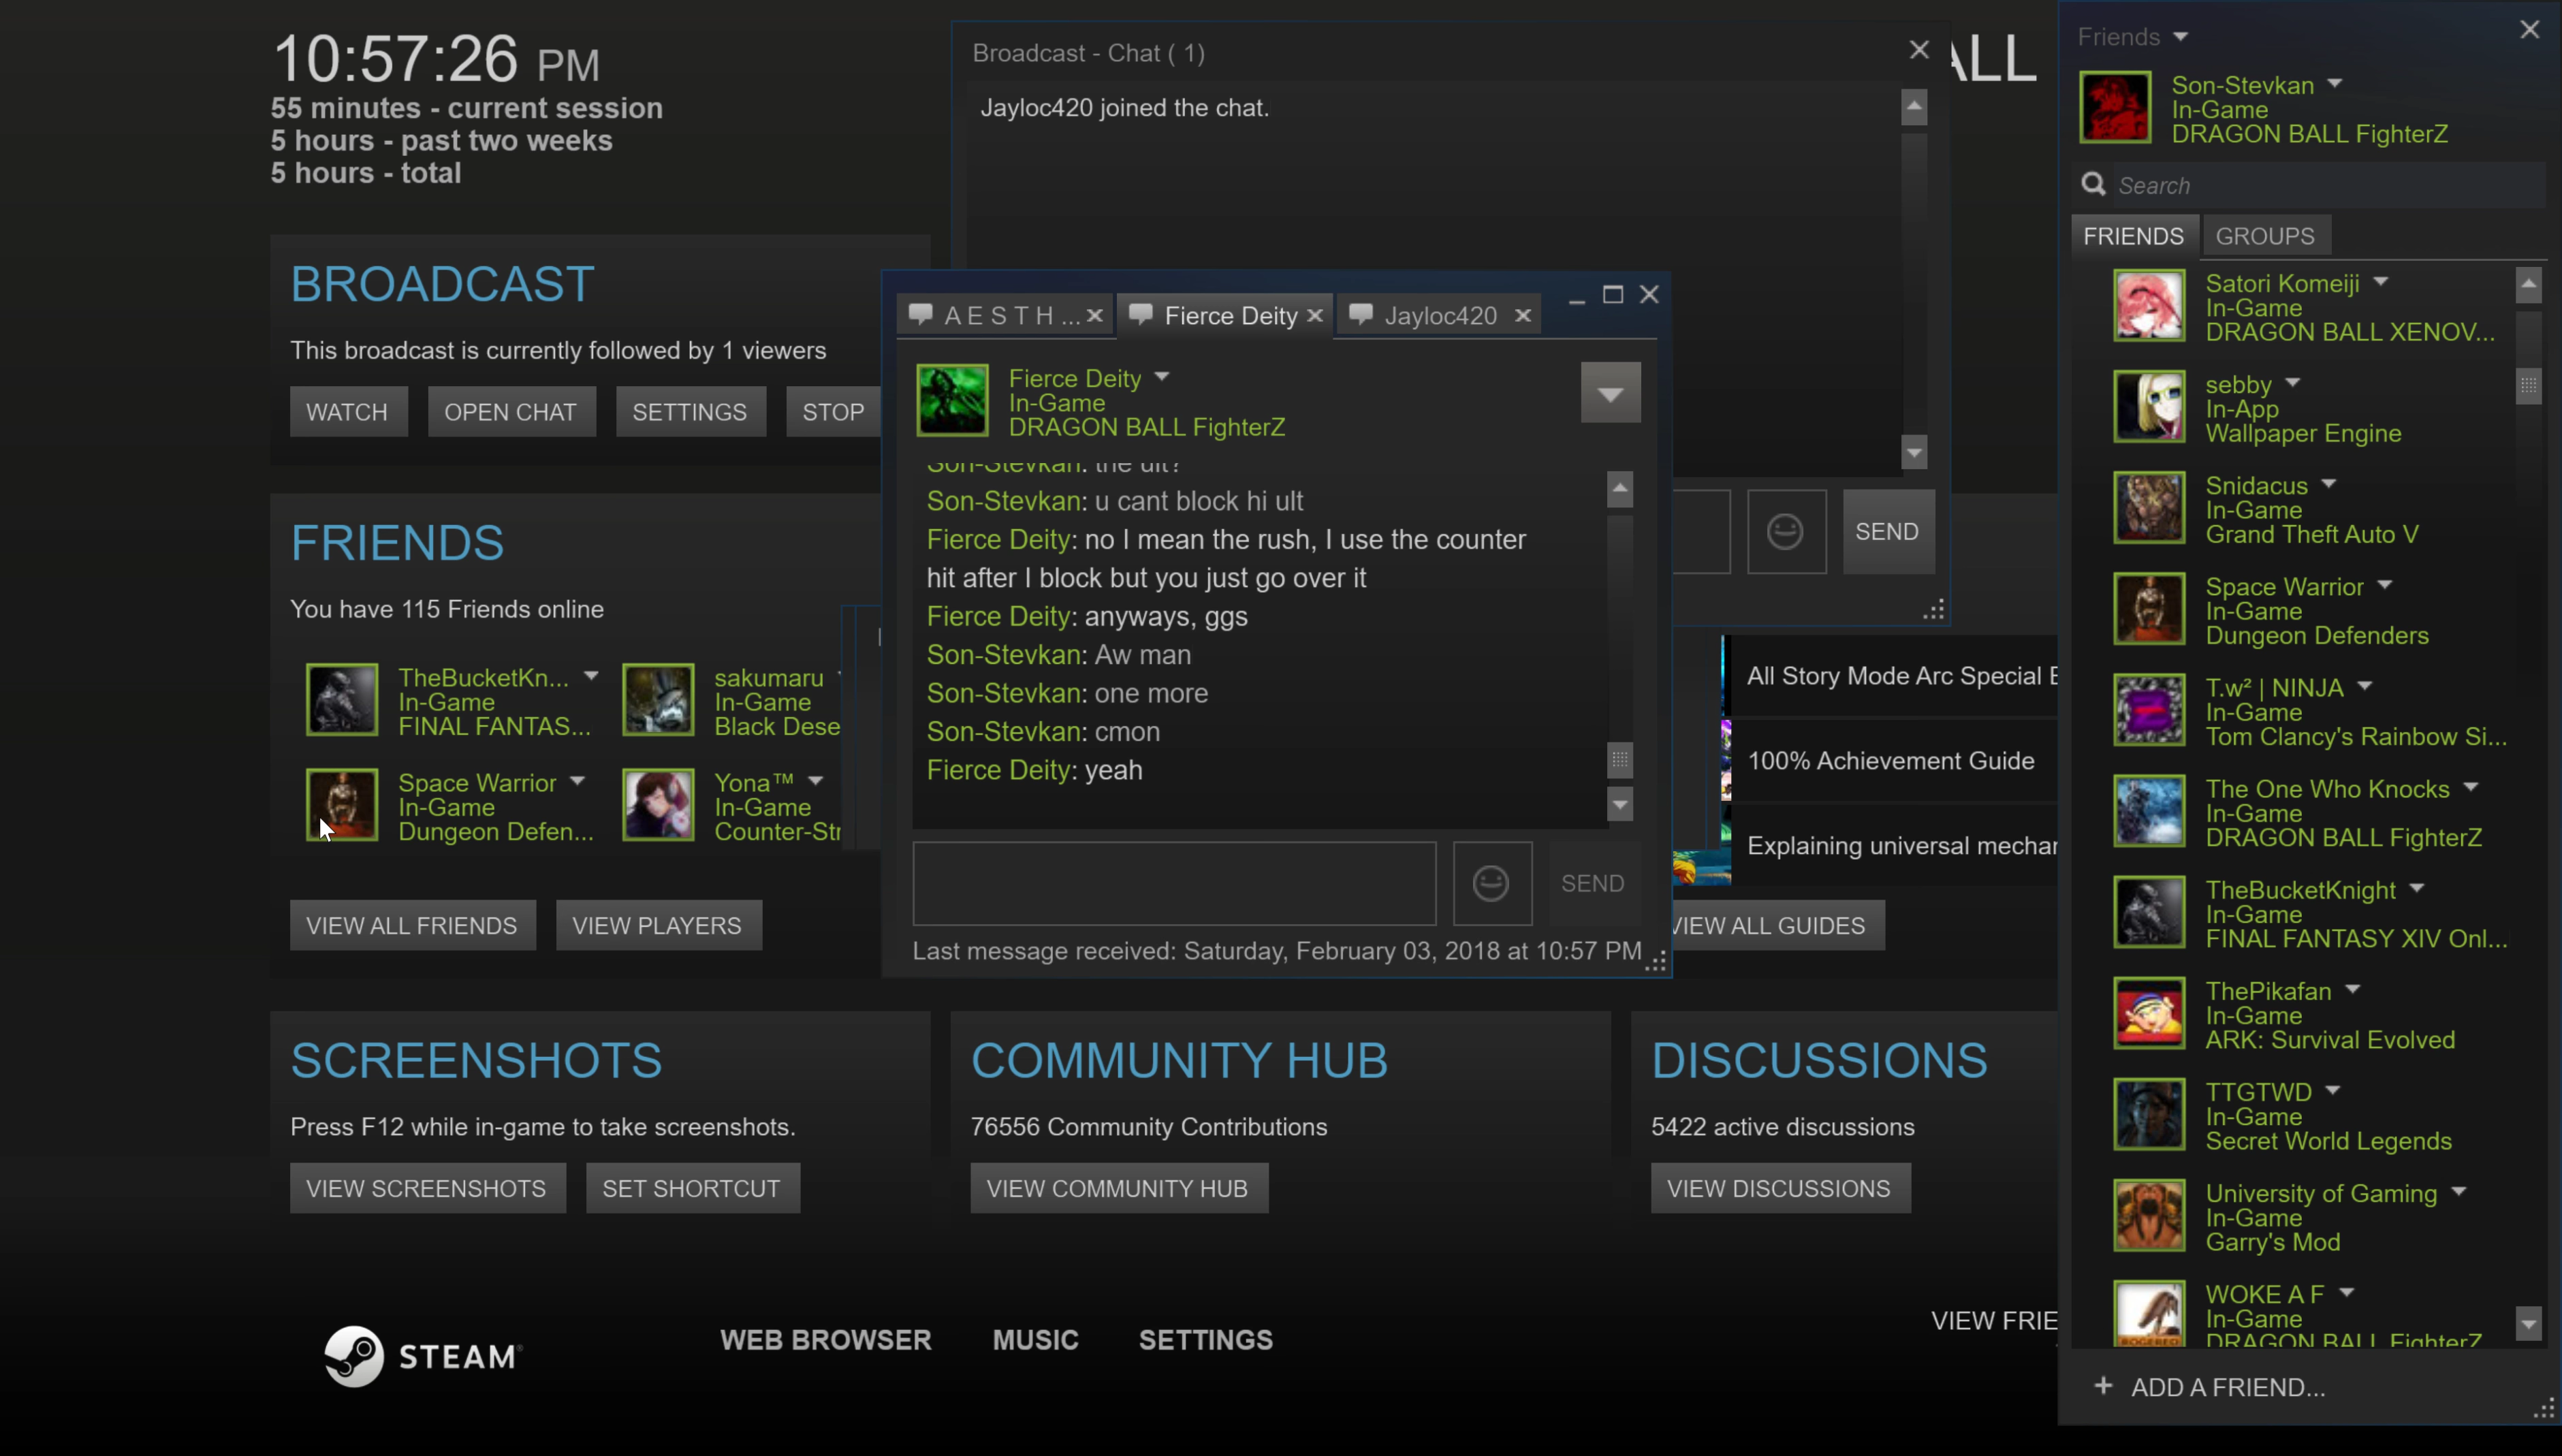 10:57:26 PM
55 minutes - current session
5 hours - past two weeks
5 hours - total
ALL
BROADCAST
This broadcast is currently followed by 1 viewers
WATCH
OPEN CHAT
SETTINGS
STOP
FRIENDS
You have 115 Friends online
TheBucketKn...
In-Game
FINAL FANTAS...
sakumaru
In-Game
Black Dese
Space Warrior
In-Game
Dungeon Defen...
Yona™
In-Game
Counter-Str
VIEW ALL FRIENDS
VIEW PLAYERS
Broadcast - Chat ( 1)
Jayloc420 joined the chat.
SEND
A E S T H ...
Fierce Deity
Jayloc420
Fierce Deity
In-Game
DRAGON BALL FighterZ
Son-Stevkan: the ult?
Son-Stevkan: u cant block hi ult
Fierce Deity: no I mean the rush, I use the counter
hit after I block but you just go over it
Fierce Deity: anyways, ggs
Son-Stevkan: Aw man
Son-Stevkan: one more
Son-Stevkan: cmon
Fierce Deity: yeah
SEND
Last message received: Saturday, February 03, 2018 at 10:57 PM
All Story Mode Arc Special
100% Achievement Guide
Explaining universal mechan
VIEW ALL GUIDES
SCREENSHOTS
Press F12 while in-game to take screenshots.
VIEW SCREENSHOTS
SET SHORTCUT
COMMUNITY HUB
76556 Community Contributions
VIEW COMMUNITY HUB
DISCUSSIONS
5422 active discussions
VIEW DISCUSSIONS
STEAM
WEB BROWSER
MUSIC
SETTINGS
VIEW FRIE
Friends
Son-Stevkan
In-Game
DRAGON BALL FighterZ
Search
FRIENDS
GROUPS
Satori Komeiji
In-Game
DRAGON BALL XENOV...
sebby
In-App
Wallpaper Engine
Snidacus
In-Game
Grand Theft Auto V
Space Warrior
In-Game
Dungeon Defenders
T.w² | NINJA
In-Game
Tom Clancy's Rainbow Si...
The One Who Knocks
In-Game
DRAGON BALL FighterZ
TheBucketKnight
In-Game
FINAL FANTASY XIV Onl...
ThePikafan
In-Game
ARK: Survival Evolved
TTGTWD
In-Game
Secret World Legends
University of Gaming
In-Game
Garry's Mod
WOKE A F
In-Game
DRAGON BALL FighterZ
+ ADD A FRIEND...